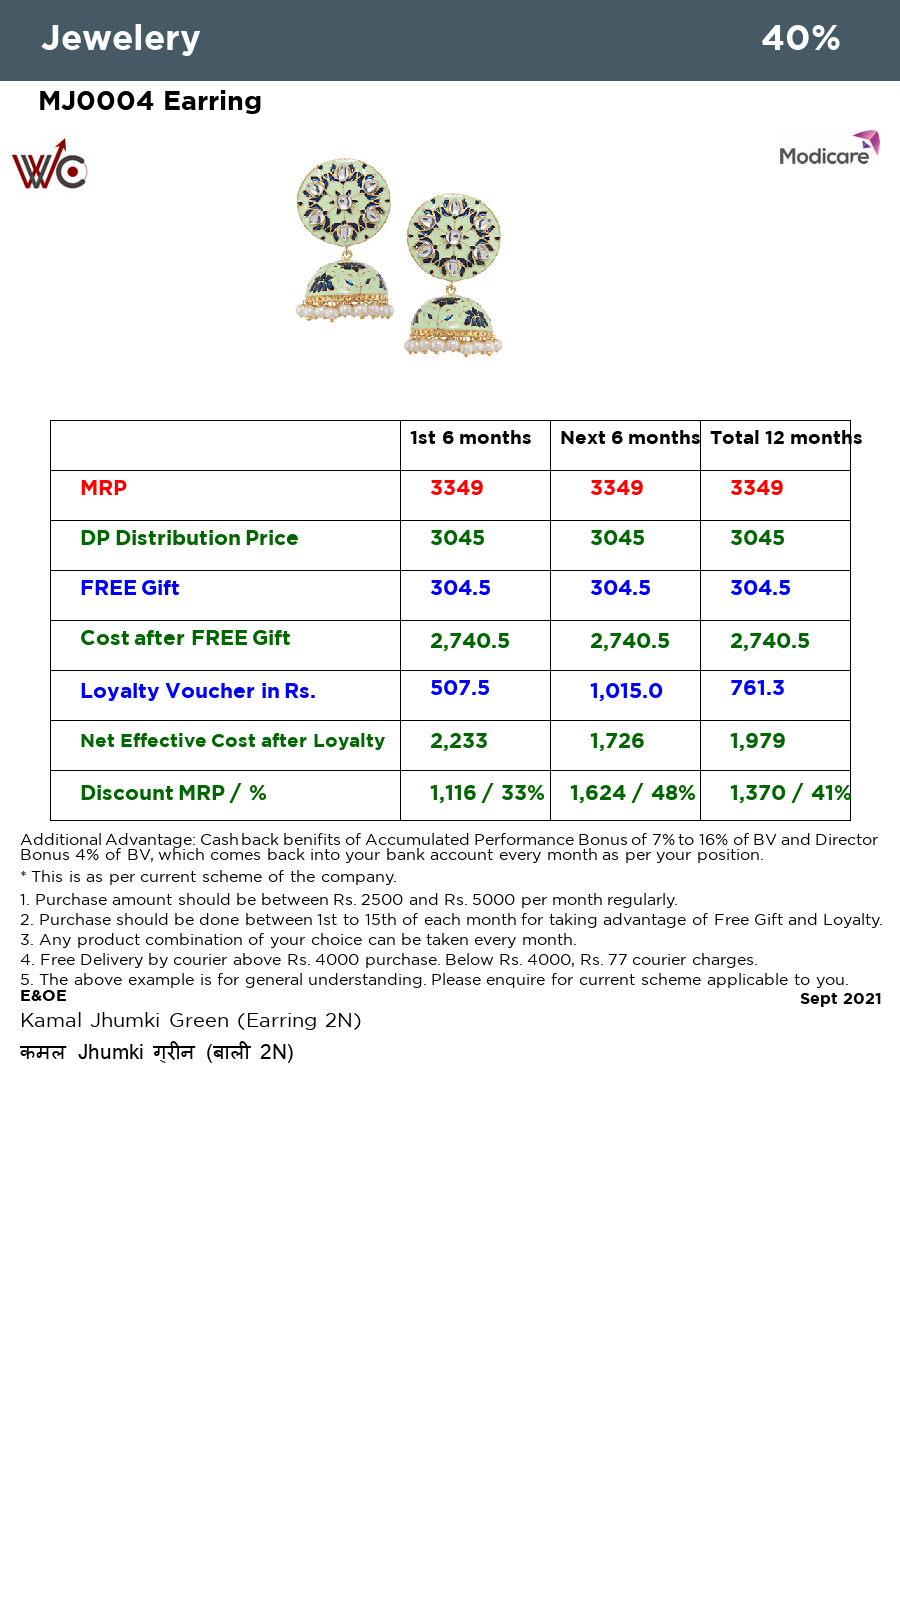 Jewelery 40%
MJ0004 Earring
WC
Modicare
1st 6 months Next 6 months Total 12 months
MRP 3349 3349 3349
DP Distribution Price 3045 3045 3045
FREE Gift 304.5 304.5 304.5
Cost after FREE Gift 2,740.5 2,740.5 2,740.5
Loyalty Voucher in Rs. 507.5 1,015.0 761.3
Net Effective Cost after Loyalty 2,233 1,726 1,979
Discount MRP / % 1,116 / 33% 1,624 / 48% 1,370 / 41%
Additional Advantage: Cashback benifits of Accumulated Performance Bonus of 7% to 16% of BV and Director
Bonus 4% of BV, which comes back into your bank account every month as per your position.
* This is as per current scheme of the company.
1. Purchase amount should be between Rs. 2500 and Rs. 5000 per month regularly.
2. Purchase should be done between 1st to 15th of each month for taking advantage of Free Gift and Loyalty.
3. Any product combination of your choice can be taken every month.
4. Free Delivery by courier above Rs. 4000 purchase. Below Rs. 4000, Rs. 77 courier charges.
5. The above example is for general understanding. Please enquire for current scheme applicable to you.
E&OE Sept 2021
Kamal Jhumki Green (Earring 2N)
कमल Jhumki ग्रीन (बाली 2N)